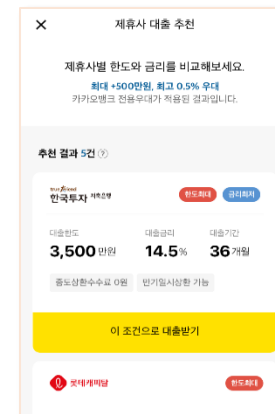 제휴사 대출 추천
제휴사별 한도와 금리를 비교해보세요.
최대 +500만원, 최고 0.5% 우대
카카오뱅크 전용우대가 적용된 결과입니다.
추천 결과 5건 ?
true Friend
한국투자 저축은행
한도최대 금리최저
대출한도 대출금리 대출기간
3,500 만원 14.5% 36 개월
중도상환수수료 0원 만기일시상환 가능
이 조건으로 대출받기
롯데캐피탈
한도최대